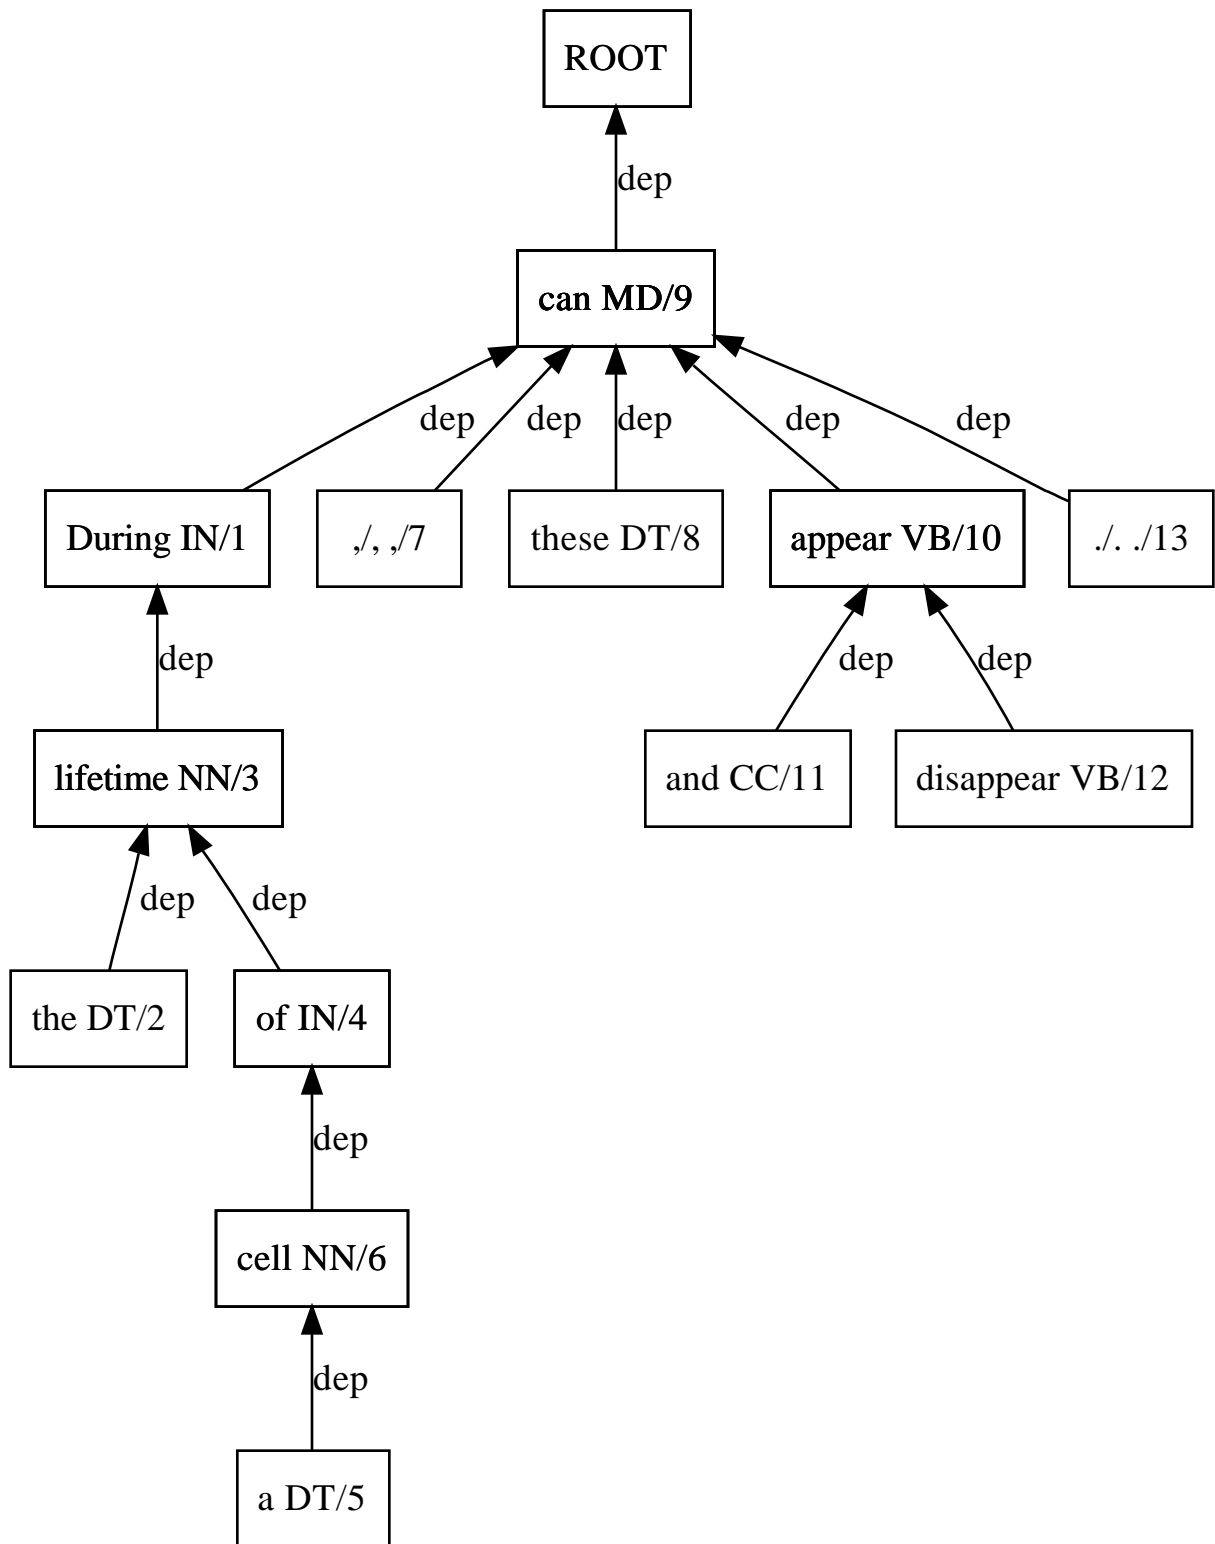 ROOT
dep
can MD/9
dep dep dep dep dep
During IN/1 ,/, ,/7 these DT/8 appear VB/10 ./. ./13
dep dep dep
lifetime NN/3 and CC/11 disappear VB/12
dep dep
the DT/2 of IN/4
dep
cell NN/6
dep
a DT/5